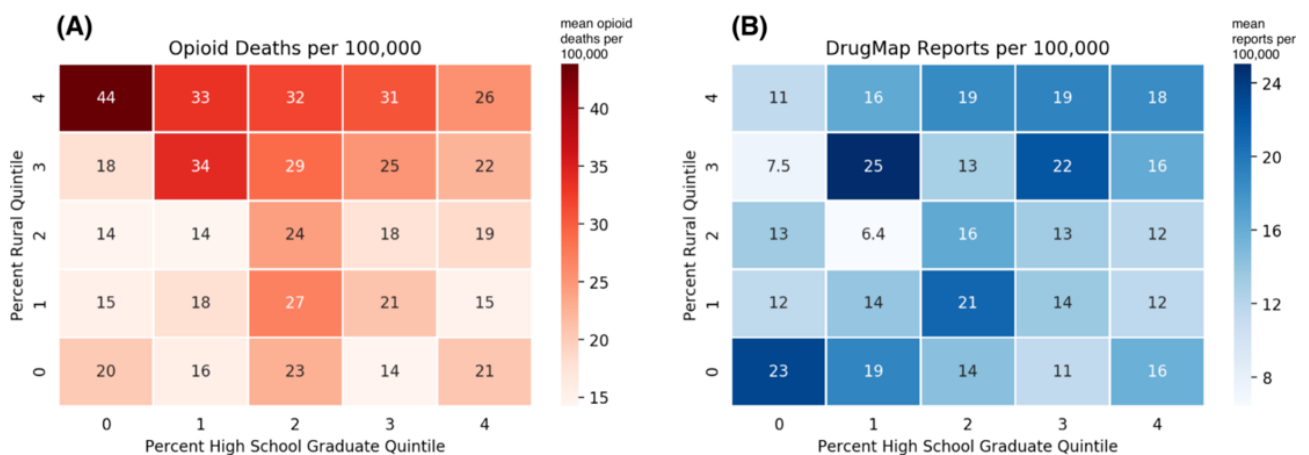 (A)
Opioid Deaths per 100,000
mean opioid
deaths per
100,000
Percent Rural Quintile
4
44 33 32 31 26
3
18 34 29 25 22
2
14 14 24 18 19
1
15 18 27 21 15
0
20 16 23 14 21
0 1 2 3 4
Percent High School Graduate Quintile
40
35
30
25
20
15
(B)
DrugMap Reports per 100,000
mean
reports per
100,000
Percent Rural Quintile
4
11 16 19 19 18
3
7.5 25 13 22 16
2
13 6.4 16 13 12
1
12 14 21 14 12
0
23 19 14 11 16
0 1 2 3 4
Percent High School Graduate Quintile
24
20
16
12
8